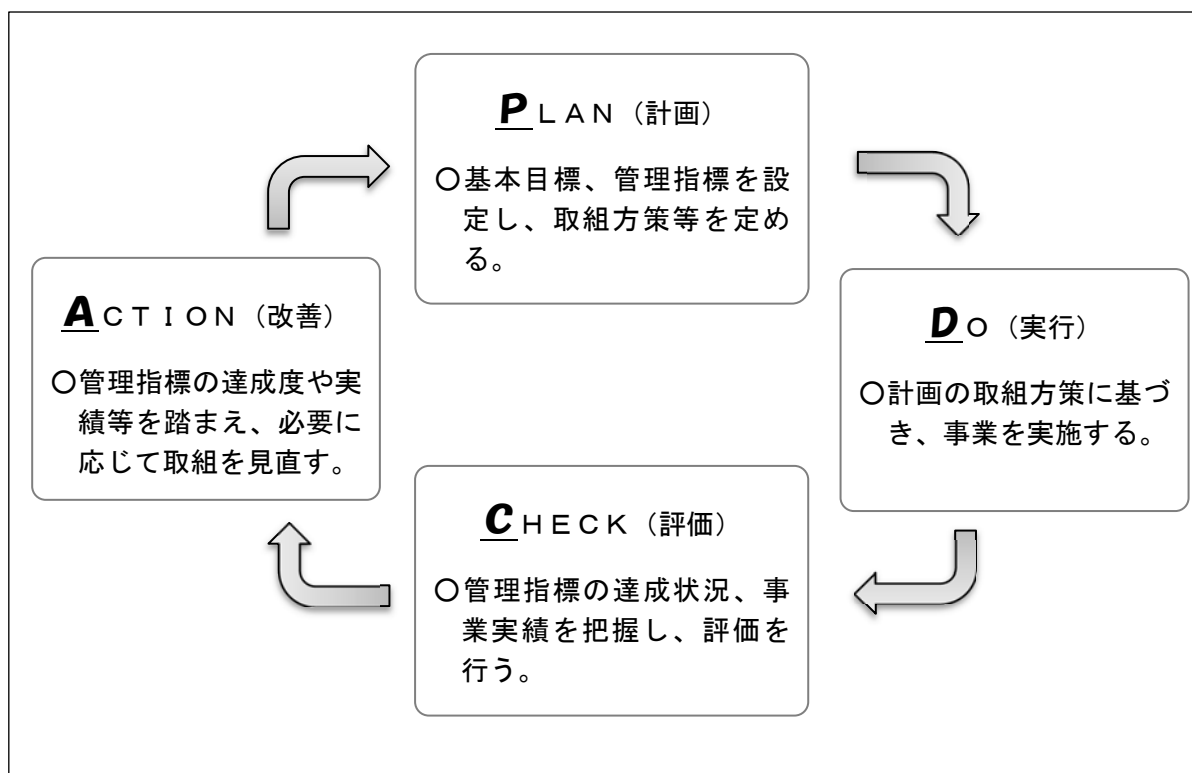 ＰＬＡＮ（計画）
○基本目標、管理指標を設
定し、取組方策等を定め
る。
ＤＯ（実行）
○計画の取組方策に基づ
き、事業を実施する。
ＣＨＥＣＫ（評価）
○管理指標の達成状況、事
業実績を把握し、評価を
行う。
ＡＣＴＩＯＮ（改善）
○管理指標の達成度や実
績等を踏まえ、必要に
応じて取組を見直す。